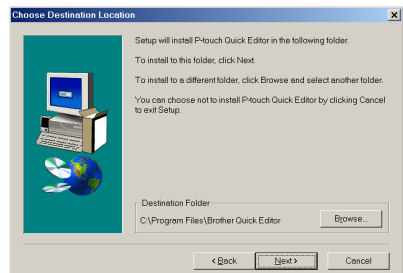 Choose Destination Location
Setup will install P-touch Quick Editor in the following folder.
To install to this folder, click Next.
To install to a different folder, click Browse and select another folder.
You can choose not to install P-touch Quick Editor by clicking Cancel
to exit Setup.
Destination Folder
C:\Program Files\Brother Quick Editor
Browse...
< Back
Next >
Cancel